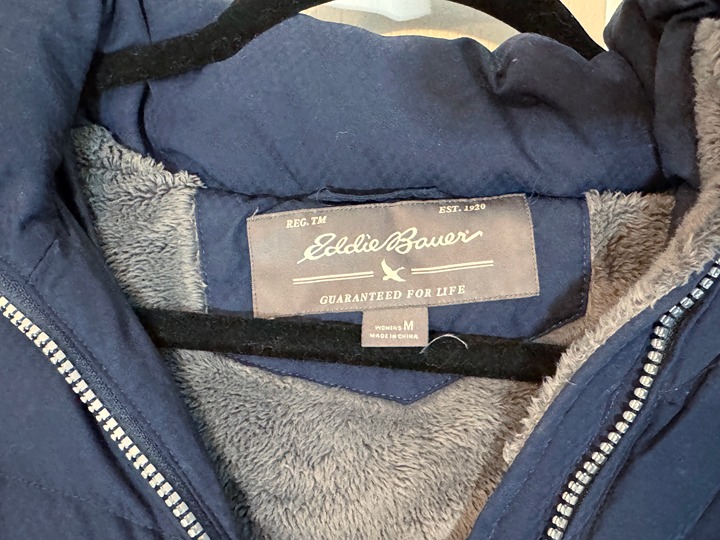 REG. TM EST. 1920
Eddie Bauer
GUARANTEED FOR LIFE
WOMENS M
MADE IN CHINA